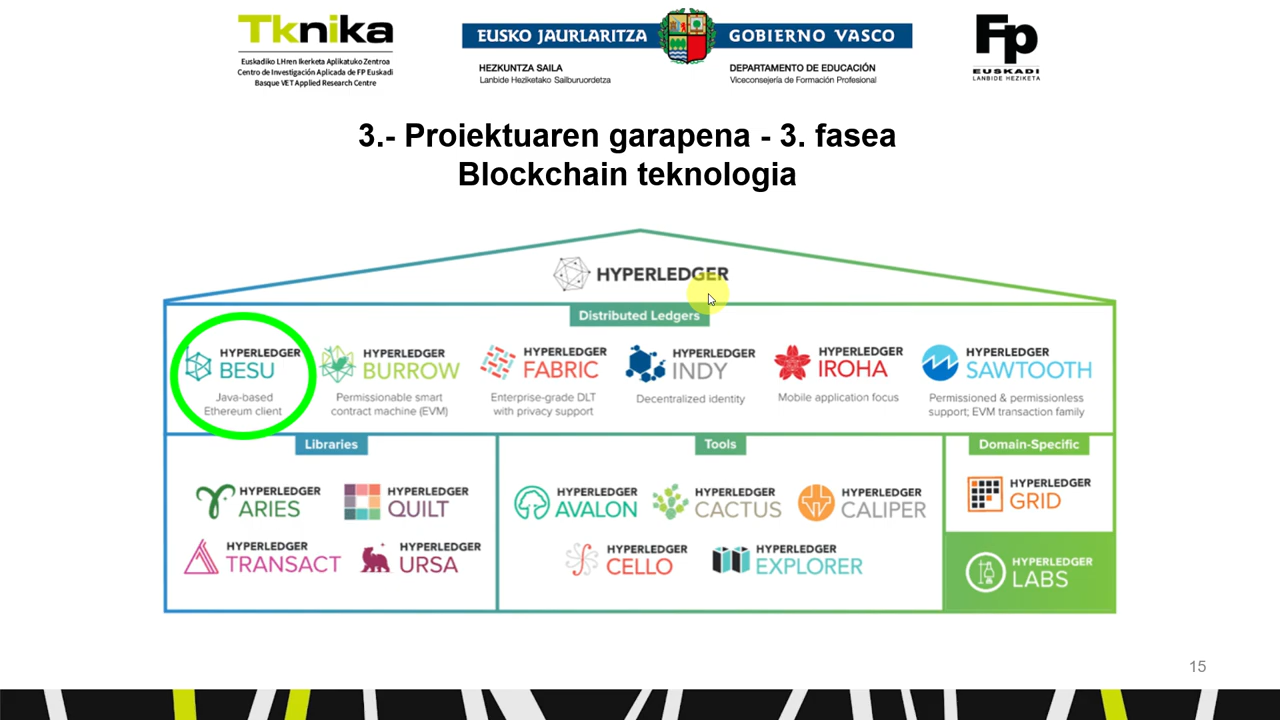 Tknika
Euskadiko LHren Ikerketa Aplikatuko Zentroa
Centro de Investigación Aplicada de FP Euskadi
Basque VET Applied Research Centre
EUSKO JAURLARITZA
GOBIERNO VASCO
HEZKUNTZA SAILA
Lanbide Heziketako Sailburuordetza
DEPARTAMENTO DE EDUCACIÓN
Viceconsejería de Formación Profesional
Fp
EUSKADI
LANBIDE HEZIKETA
3.- Proiektuaren garapena - 3. fasea
Blockchain teknologia
HYPERLEDGER
Distributed Ledgers
HYPERLEDGER
BESU
Java-based
Ethereum client
HYPERLEDGER
BURROW
Permissionable smart
contract machine (EVM)
HYPERLEDGER
FABRIC
Enterprise-grade DLT
with privacy support
HYPERLEDGER
INDY
Decentralized identity
HYPERLEDGER
IROHA
Mobile application focus
HYPERLEDGER
SAWTOOTH
Permissioned & permissionless
support; EVM transaction family
Libraries
HYPERLEDGER
ARIES
HYPERLEDGER
QUILT
HYPERLEDGER
TRANSACT
HYPERLEDGER
URSA
Tools
HYPERLEDGER
AVALON
HYPERLEDGER
CACTUS
HYPERLEDGER
CALIPER
HYPERLEDGER
CELLO
HYPERLEDGER
EXPLORER
Domain-Specific
HYPERLEDGER
GRID
HYPERLEDGER
LABS
15